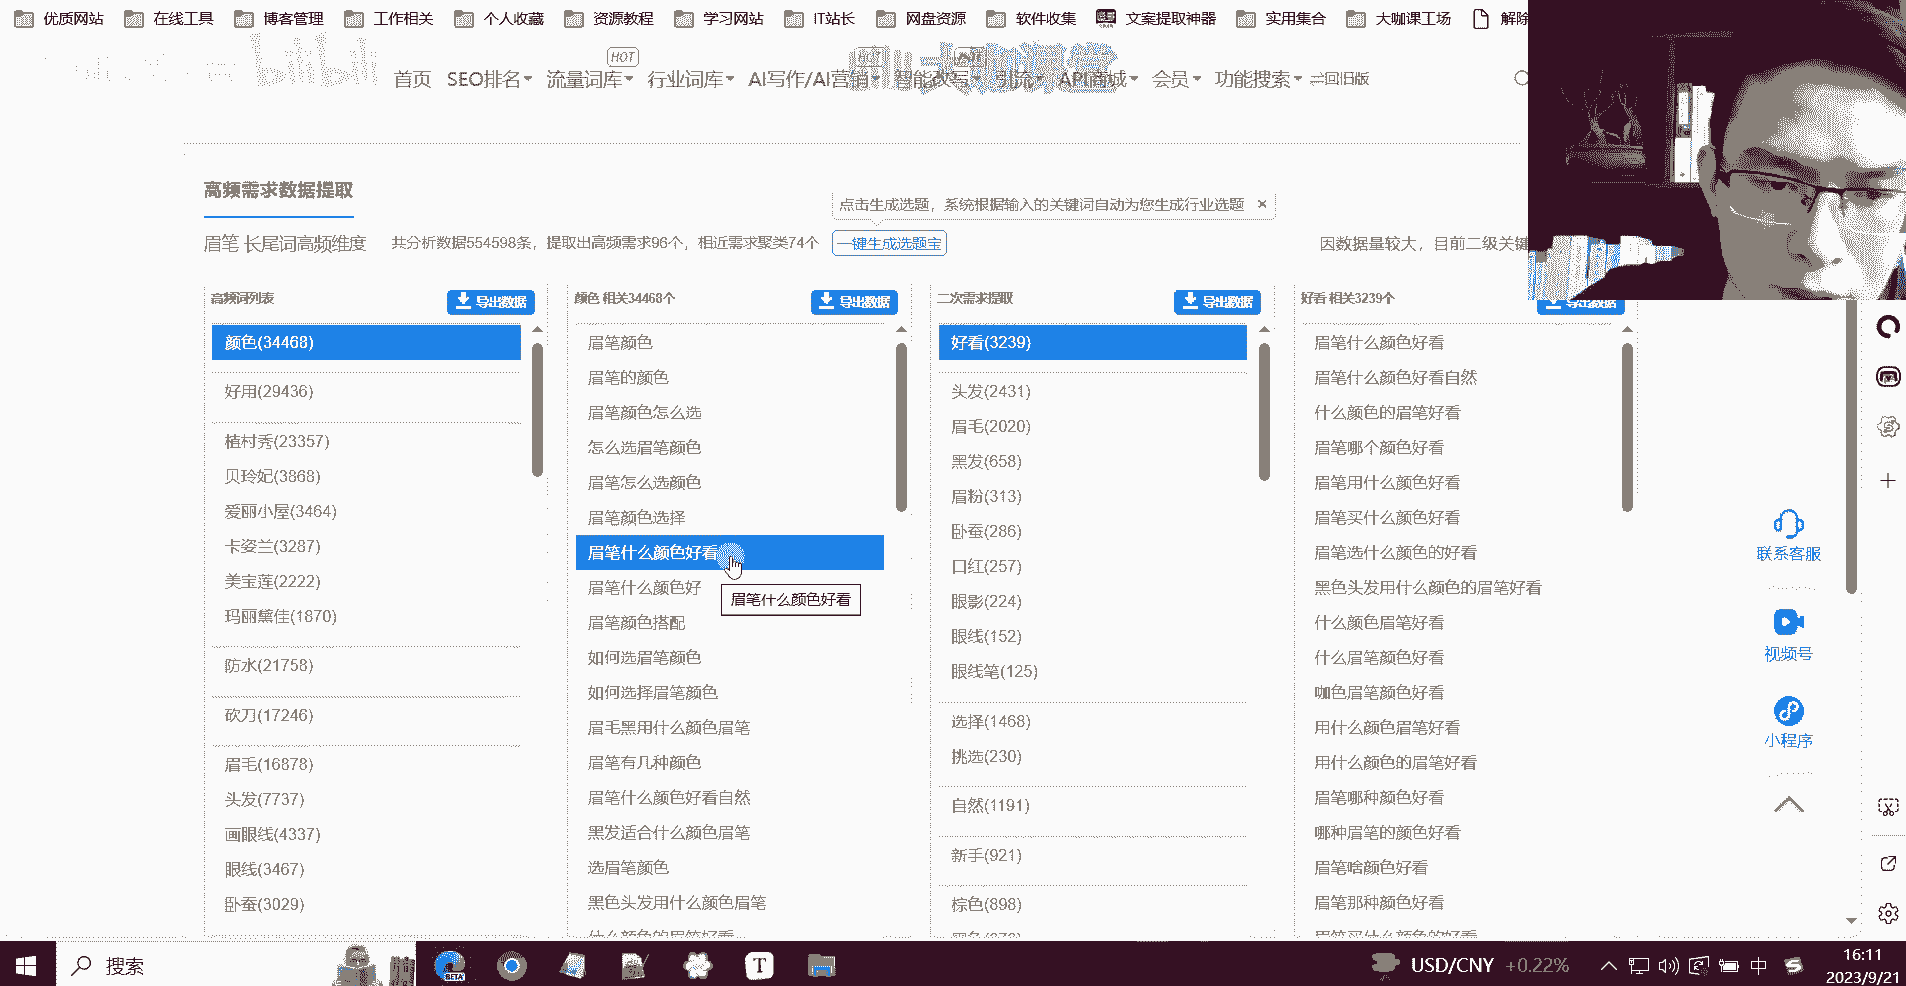 优质网站 在线工具 博客管理 工作相关 个人收藏 资源教程 学习网站 IT站长 网盘资源 软件收集 文案提取神器 实用集合 大咖课工场 解除
bilibili
HOT
首页 SEO排名 流量词库 行业词库 AI写作/AI营销 智能改写 引流 API商城 会员 功能搜索 回旧版
高频需求数据提取
点击生成选题，系统根据输入的关键词自动为您生成行业选题 ×
眉笔 长尾词高频维度 共分析数据554598条，提取出高频需求96个，相近需求聚类74个 一键生成选题宝 因数据量较大，目前二级关键
高频词列表 导出数据
颜色(34468)
好用(29436)
植村秀(23357)
贝玲妃(3868)
爱丽小屋(3464)
卡姿兰(3287)
美宝莲(2222)
玛丽黛佳(1870)
防水(21758)
砍刀(17246)
眉毛(16878)
头发(7737)
画眼线(4337)
眼线(3467)
卧蚕(3029)
颜色 相关34468个 导出数据
眉笔颜色
眉笔的颜色
眉笔颜色怎么选
怎么选眉笔颜色
眉笔怎么选颜色
眉笔颜色选择
眉笔什么颜色好看
眉笔什么颜色好
眉笔什么颜色好看
眉笔颜色搭配
如何选眉笔颜色
如何选择眉笔颜色
眉毛黑用什么颜色眉笔
眉笔有几种颜色
眉笔什么颜色好看自然
黑发适合什么颜色眉笔
选眉笔颜色
黑色头发用什么颜色眉笔
什么颜色的眉笔好看
二次需求提取 导出数据
好看(3239)
头发(2431)
眉毛(2020)
黑发(658)
眉粉(313)
卧蚕(286)
口红(257)
眼影(224)
眼线(152)
眼线笔(125)
选择(1468)
挑选(230)
自然(1191)
新手(921)
棕色(898)
好看 相关3239个 导出数据
眉笔什么颜色好看
眉笔什么颜色好看自然
什么颜色的眉笔好看
眉笔哪个颜色好看
眉笔用什么颜色好看
眉笔买什么颜色好看
眉笔选什么颜色的好看
黑色头发用什么颜色的眉笔好看
什么颜色眉笔好看
什么眉笔颜色好看
咖色眉笔颜色好看
用什么颜色眉笔好看
用什么颜色的眉笔好看
眉笔哪种颜色好看
哪种眉笔的颜色好看
眉笔啥颜色好看
眉笔那种颜色好看
眉笔买什么颜色的好看
联系客服
视频号
小程序
搜索
BETA
T
USD/CNY +0.22%
中
16:11
2023/9/21